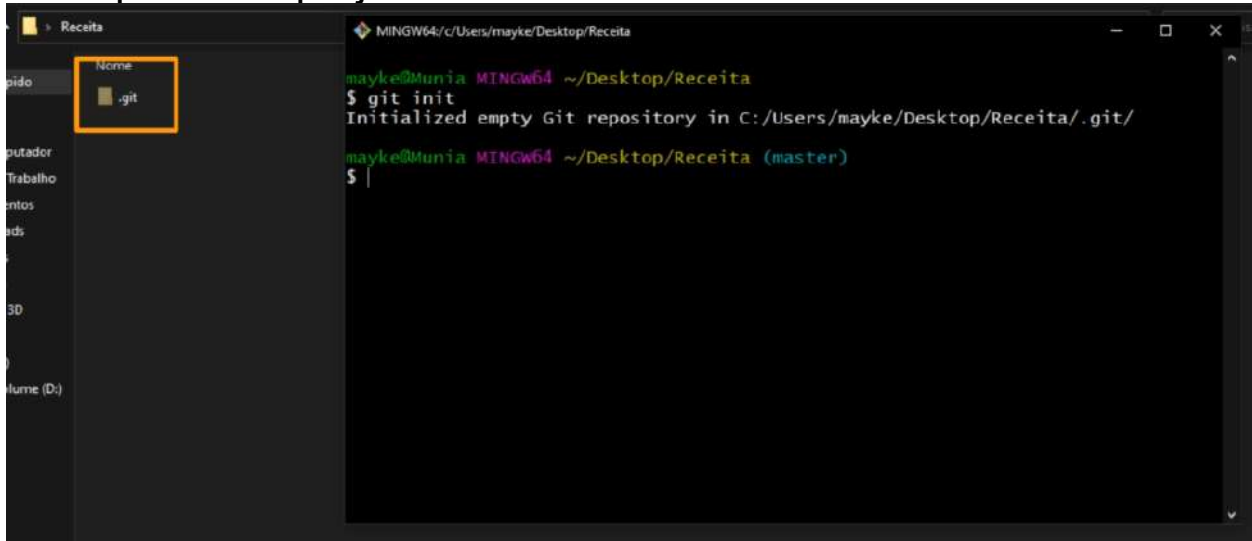 Receita
Nome
.git
pido
putador
Trabalho
entos
ads
s
3D
)
lume (D:)
MINGW64:/c/Users/mayke/Desktop/Receita
mayke@Munia MINGW64 ~/Desktop/Receita
$ git init
Initialized empty Git repository in C:/Users/mayke/Desktop/Receita/.git/
mayke@Munia MINGW64 ~/Desktop/Receita (master)
$